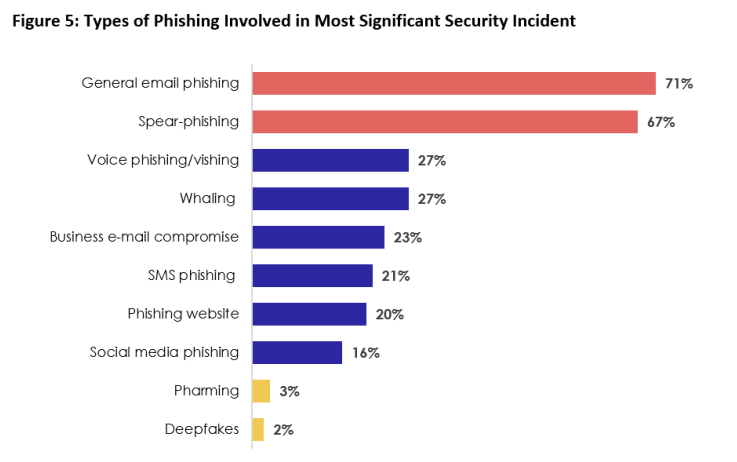 Figure 5: Types of Phishing Involved in Most Significant Security Incident
General email phishing 71%
Spear-phishing 67%
Voice phishing/vishing 27%
Whaling 27%
Business e-mail compromise 23%
SMS phishing 21%
Phishing website 20%
Social media phishing 16%
Pharming 3%
Deepfakes 2%